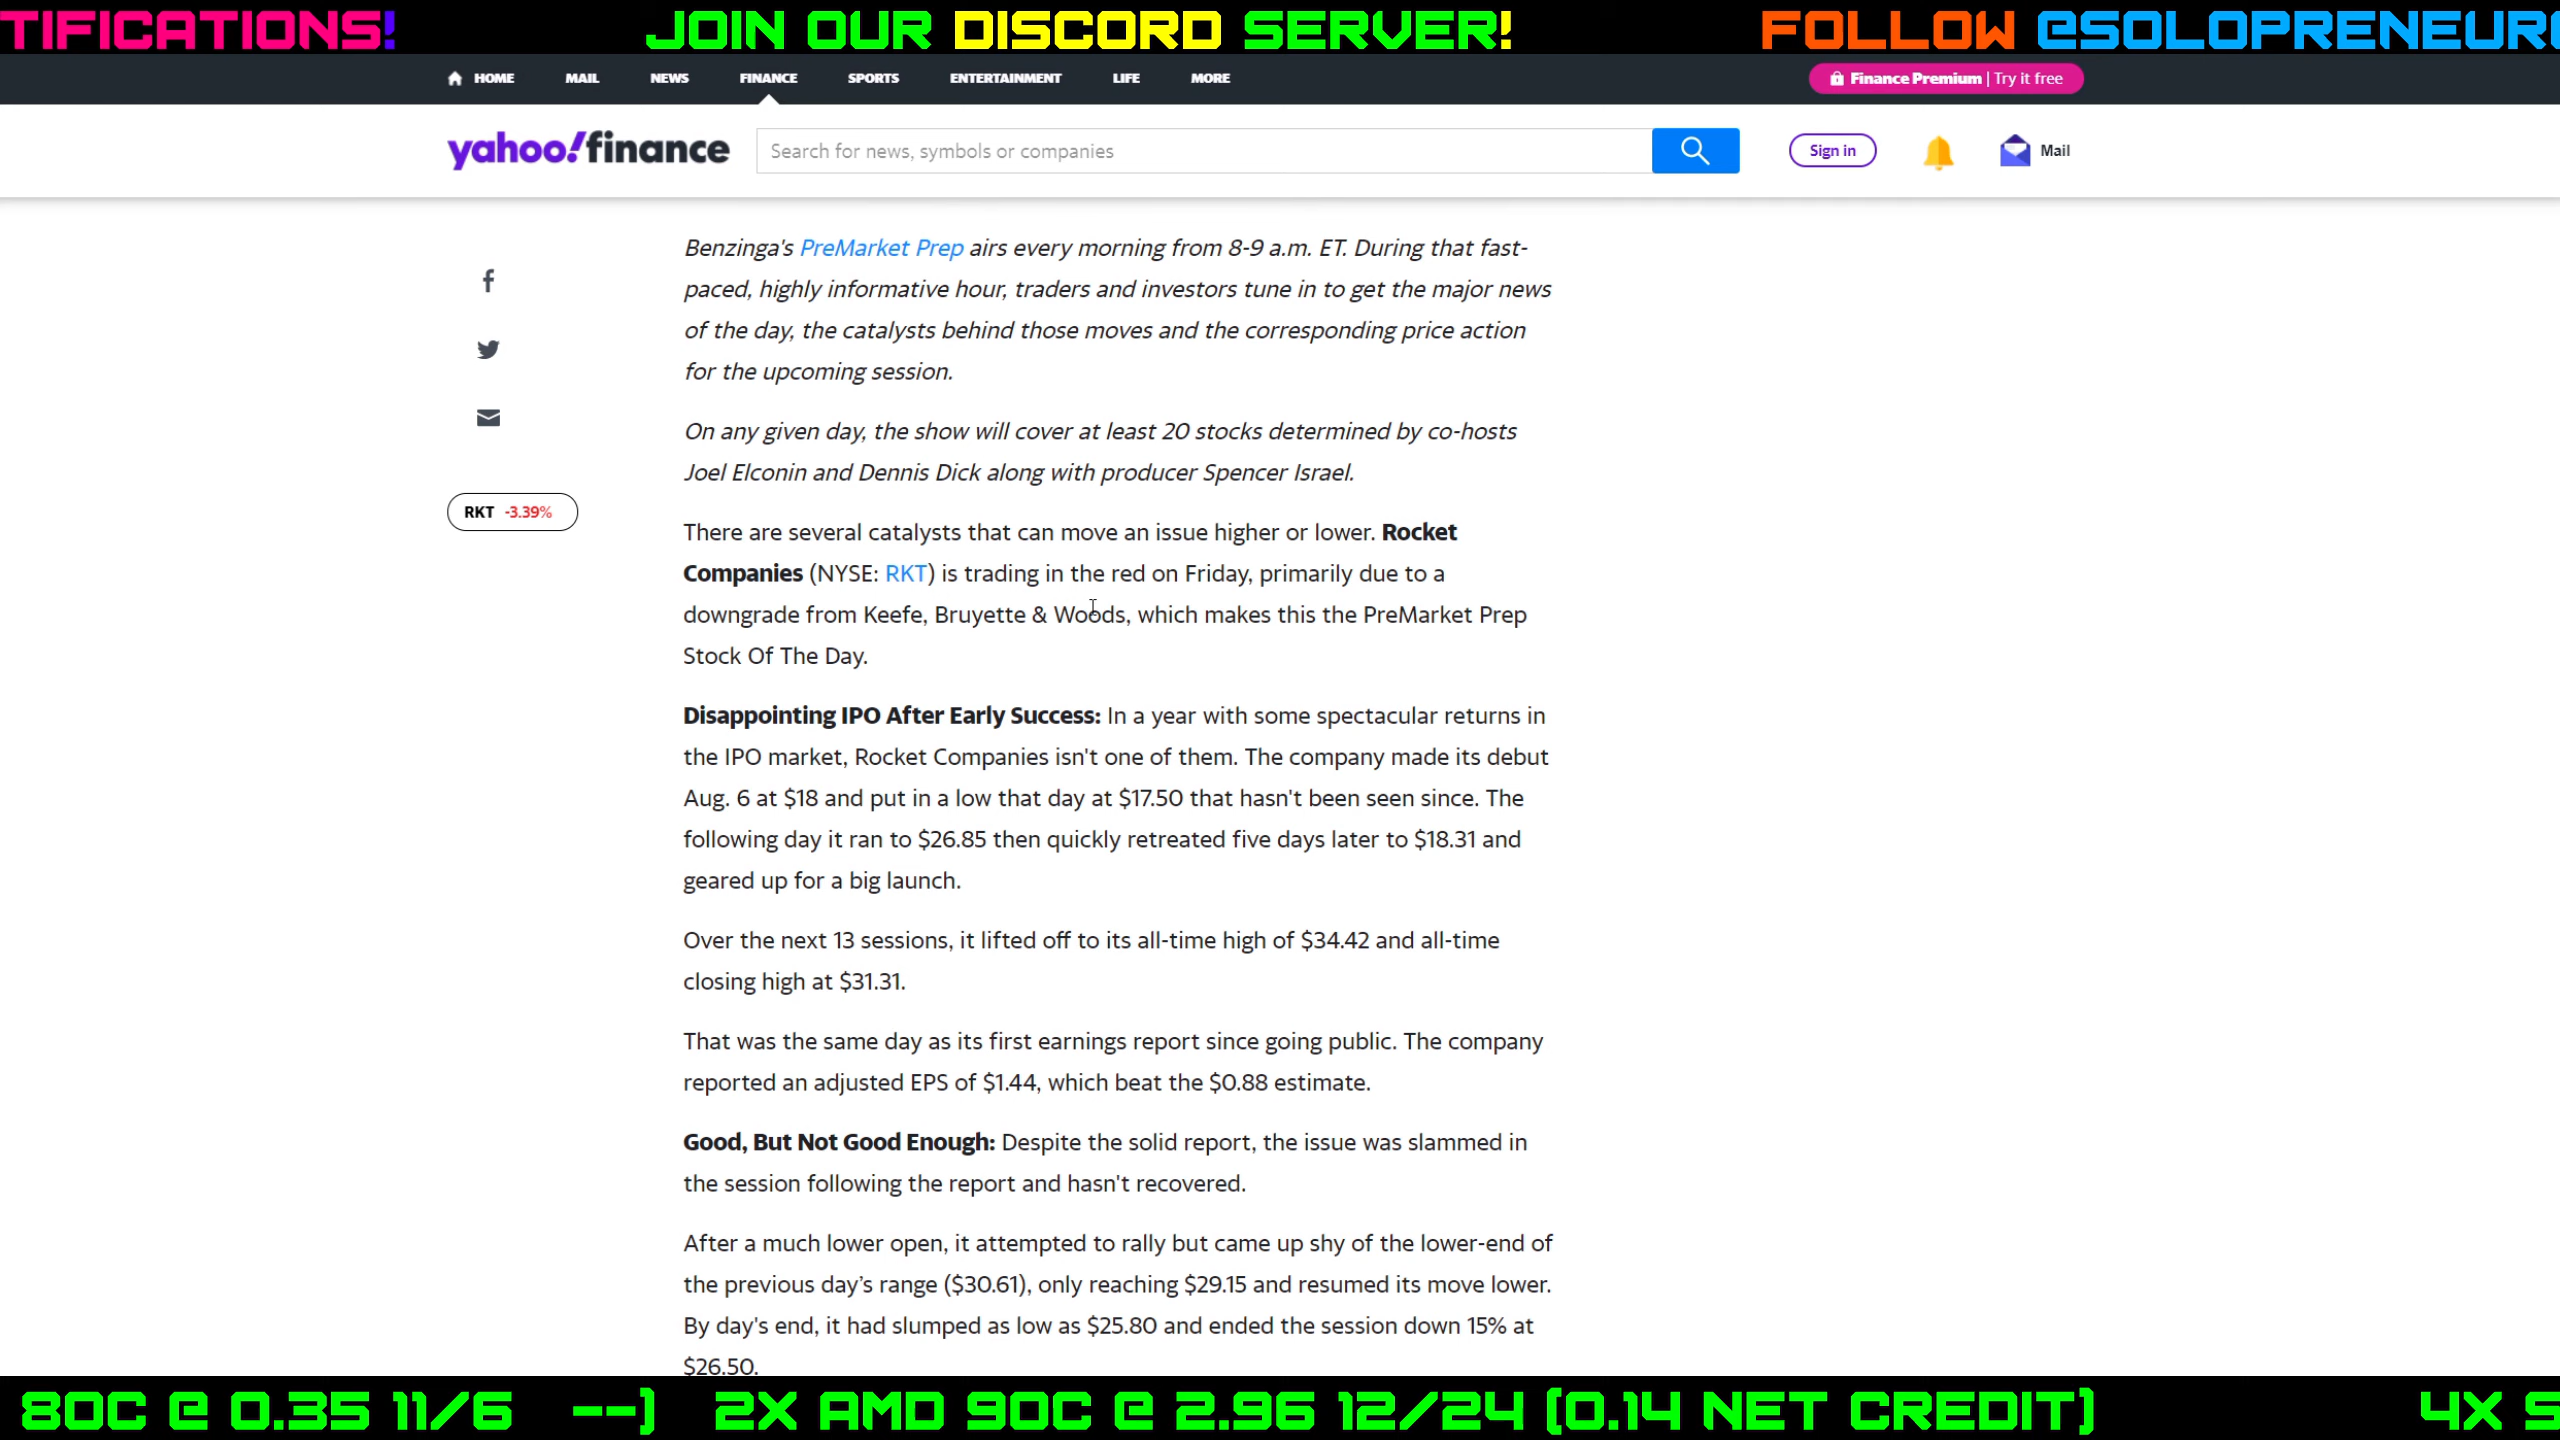 TIFICATIONS! JOIN OUR DISCORD SERVER! FOLLOW @SOLOPRENEUR
HOME MAIL NEWS FINANCE SPORTS ENTERTAINMENT LIFE MORE Finance Premium | Try it free
yahoo!finance Search for news, symbols or companies Sign in Mail
Benzinga's PreMarket Prep airs every morning from 8-9 a.m. ET. During that fast-
paced, highly informative hour, traders and investors tune in to get the major news
of the day, the catalysts behind those moves and the corresponding price action
for the upcoming session.
On any given day, the show will cover at least 20 stocks determined by co-hosts
Joel Elconin and Dennis Dick along with producer Spencer Israel.
RKT -3.39%
There are several catalysts that can move an issue higher or lower. Rocket
Companies (NYSE: RKT) is trading in the red on Friday, primarily due to a
downgrade from Keefe, Bruyette & Woods, which makes this the PreMarket Prep
Stock Of The Day.
Disappointing IPO After Early Success: In a year with some spectacular returns in
the IPO market, Rocket Companies isn't one of them. The company made its debut
Aug. 6 at $18 and put in a low that day at $17.50 that hasn't been seen since. The
following day it ran to $26.85 then quickly retreated five days later to $18.31 and
geared up for a big launch.
Over the next 13 sessions, it lifted off to its all-time high of $34.42 and all-time
closing high at $31.31.
That was the same day as its first earnings report since going public. The company
reported an adjusted EPS of $1.44, which beat the $0.88 estimate.
Good, But Not Good Enough: Despite the solid report, the issue was slammed in
the session following the report and hasn't recovered.
After a much lower open, it attempted to rally but came up shy of the lower-end of
the previous day’s range ($30.61), only reaching $29.15 and resumed its move lower.
By day's end, it had slumped as low as $25.80 and ended the session down 15% at
$26.50.
80C @ 0.35 11/6 --) 2X AMD 90C @ 2.96 12/24 (0.14 NET CREDIT) 4X S